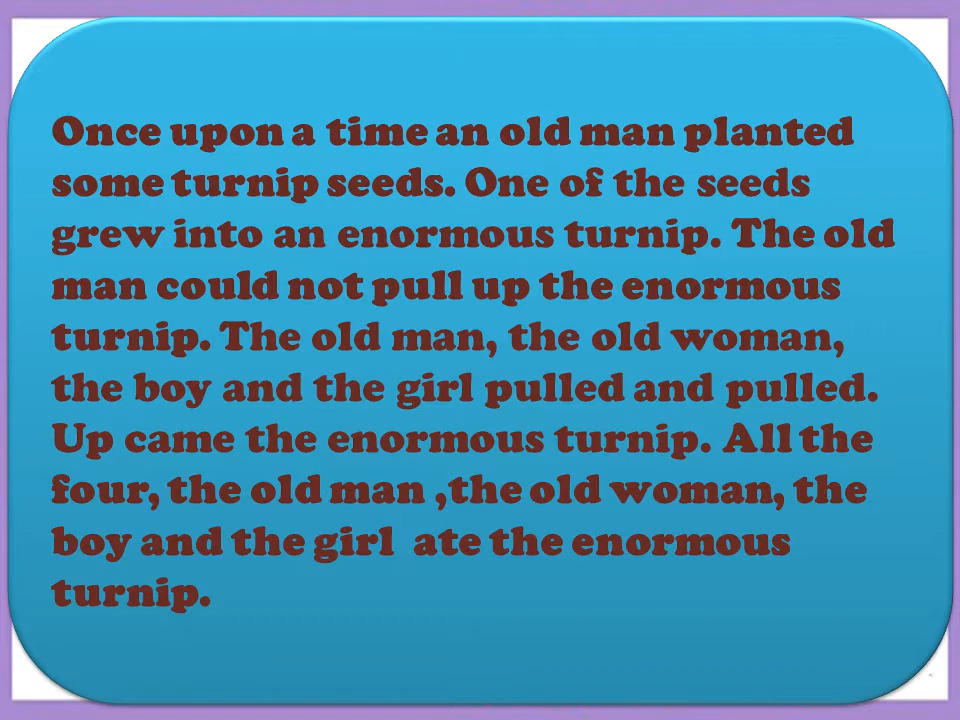 Once upon a time an old man planted
some turnip seeds. One of the seeds
grew into an enormous turnip. The old
man could not pull up the enormous
turnip. The old man, the old woman,
the boy and the girl pulled and pulled.
Up came the enormous turnip. All the
four, the old man ,the old woman, the
boy and the girl  ate the enormous
turnip.